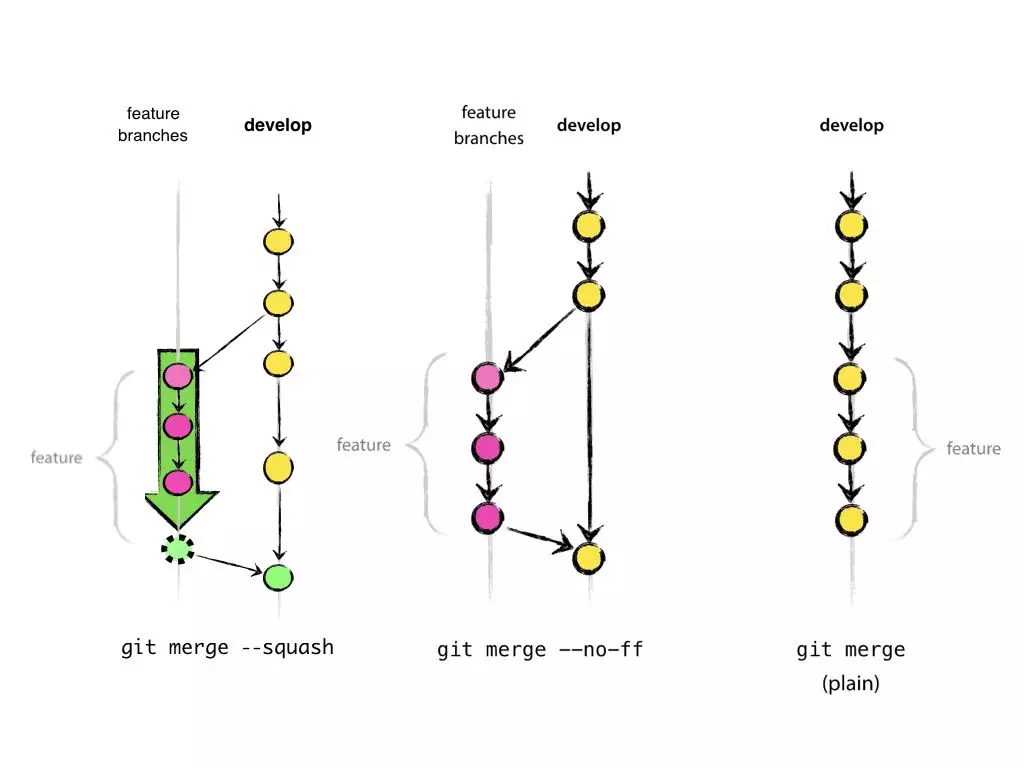 feature
branches
develop
feature
git merge --squash
feature
branches
develop
feature
git merge --no-ff
develop
feature
git merge
(plain)